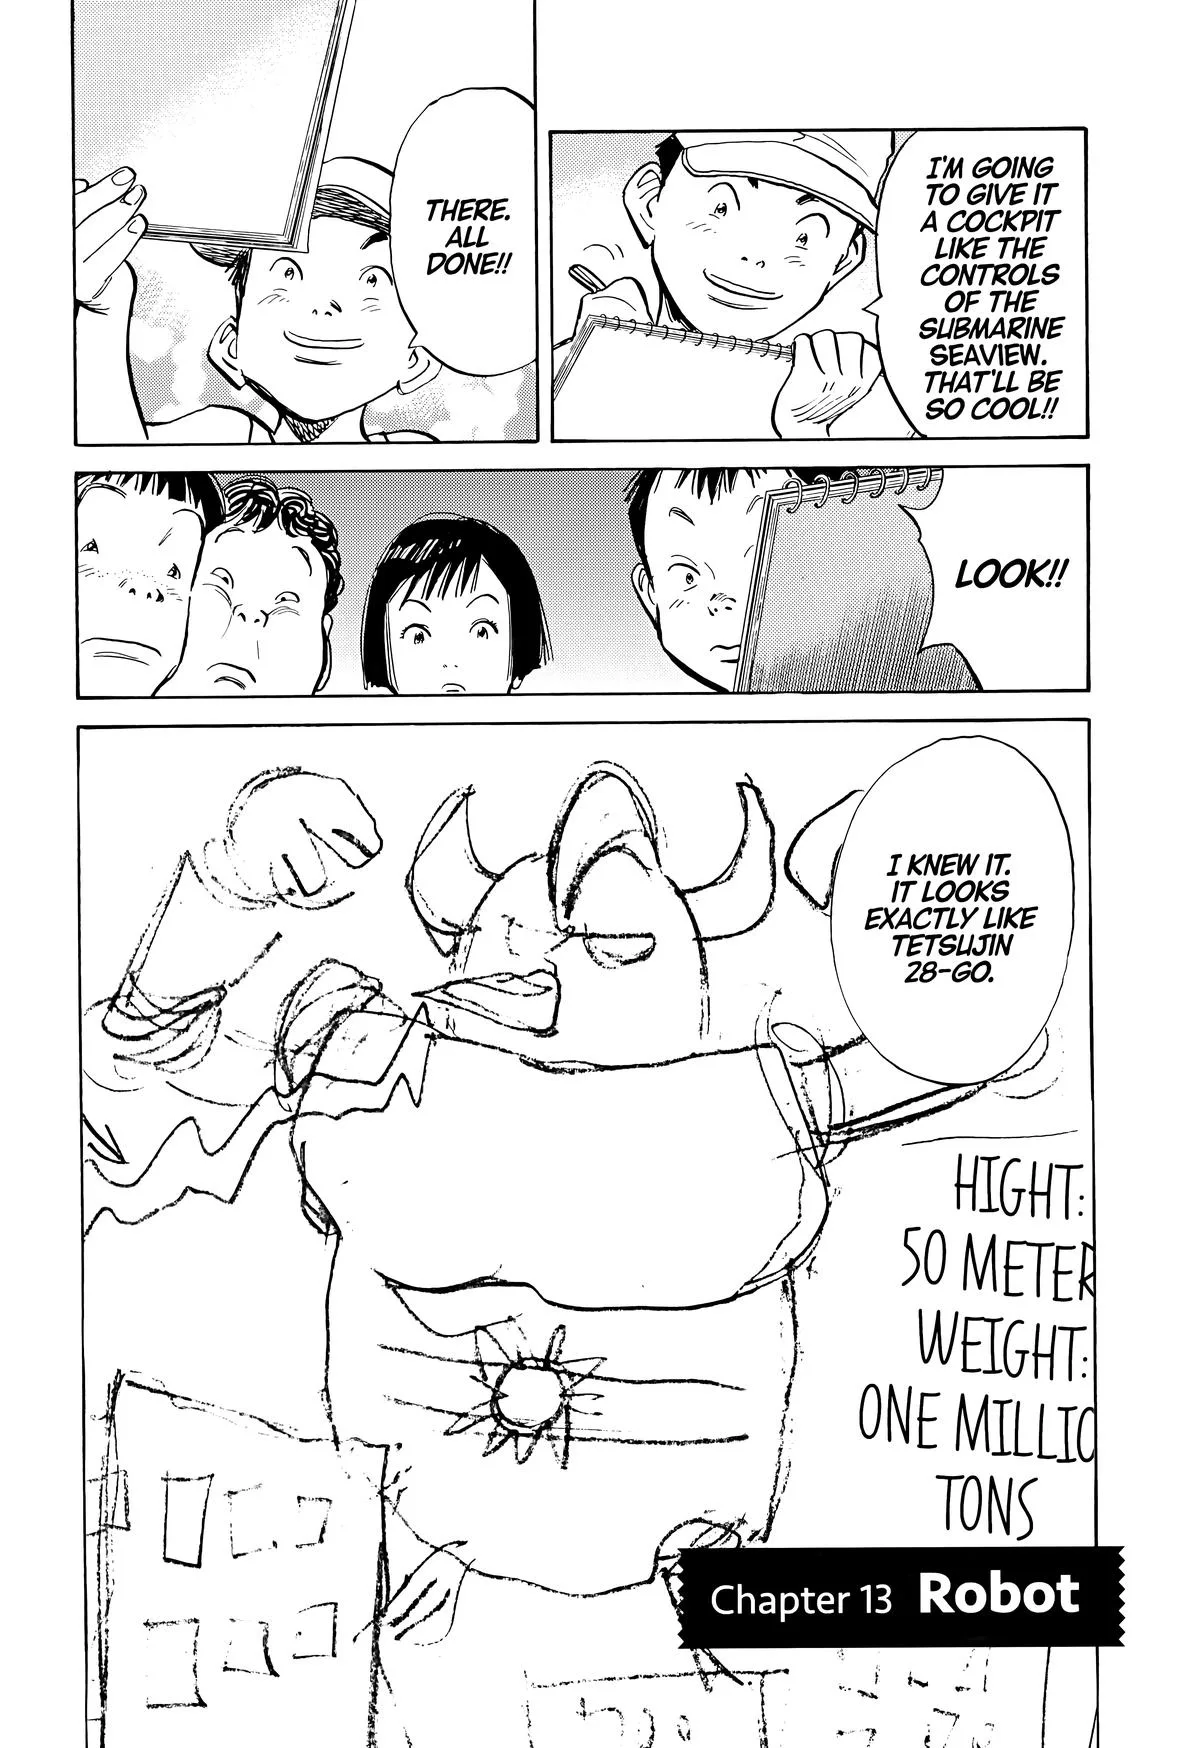 I'M GOING
TO GIVE IT
A COCKPIT
LIKE THE
CONTROLS
OF THE
SUBMARINE
SEAVIEW.
THAT'LL BE
SO COOL!!
THERE.
ALL
DONE!!
LOOK!!
I KNEW IT.
IT LOOKS
EXACTLY LIKE
TETSUJIN
28-GO.
HIGHT:
50 METER
WEIGHT:
ONE MILLIO
TONS
Chapter 13 Robot